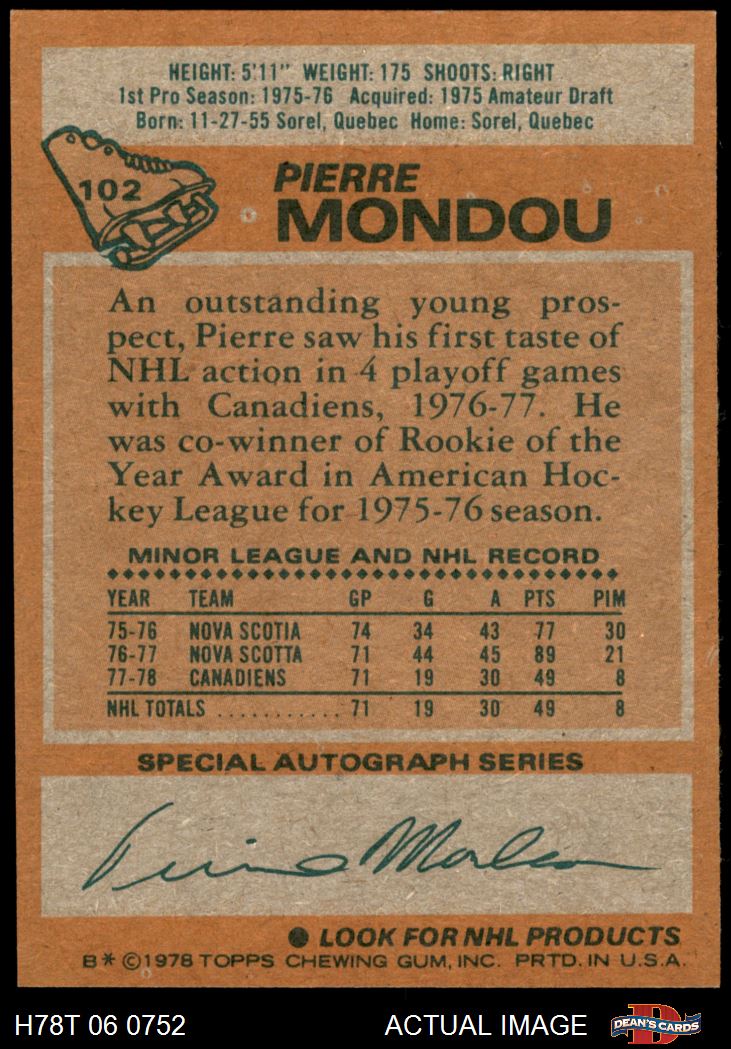 HEIGHT: 5'11" WEIGHT: 175 SHOOTS: RIGHT
1st Pro Season: 1975-76 Acquired: 1975 Amateur Draft
Born: 11-27-55 Sorel, Quebec Home: Sorel, Quebec
102
PIERRE
MONDOU
An outstanding young pros-
pect, Pierre saw his first taste of
NHL action in 4 playoff games
with Canadiens, 1976-77. He
was co-winner of Rookie of the
Year Award in American Hoc-
key League for 1975-76 season.
MINOR LEAGUE AND NHL RECORD
YEAR TEAM GP G A PTS PIM
75-76 NOVA SCOTIA 74 34 43 77 30
76-77 NOVA SCOTTA 71 44 45 89 21
77-78 CANADIENS 71 19 30 49 8
NHL TOTALS ........... 71 19 30 49 8
SPECIAL AUTOGRAPH SERIES
Pierre Mondou
● LOOK FOR NHL PRODUCTS
B* ©1978 TOPPS CHEWING GUM, INC. PRTD. IN U.S.A.
H78T 06 0752 ACTUAL IMAGE D DEAN'S CARDS